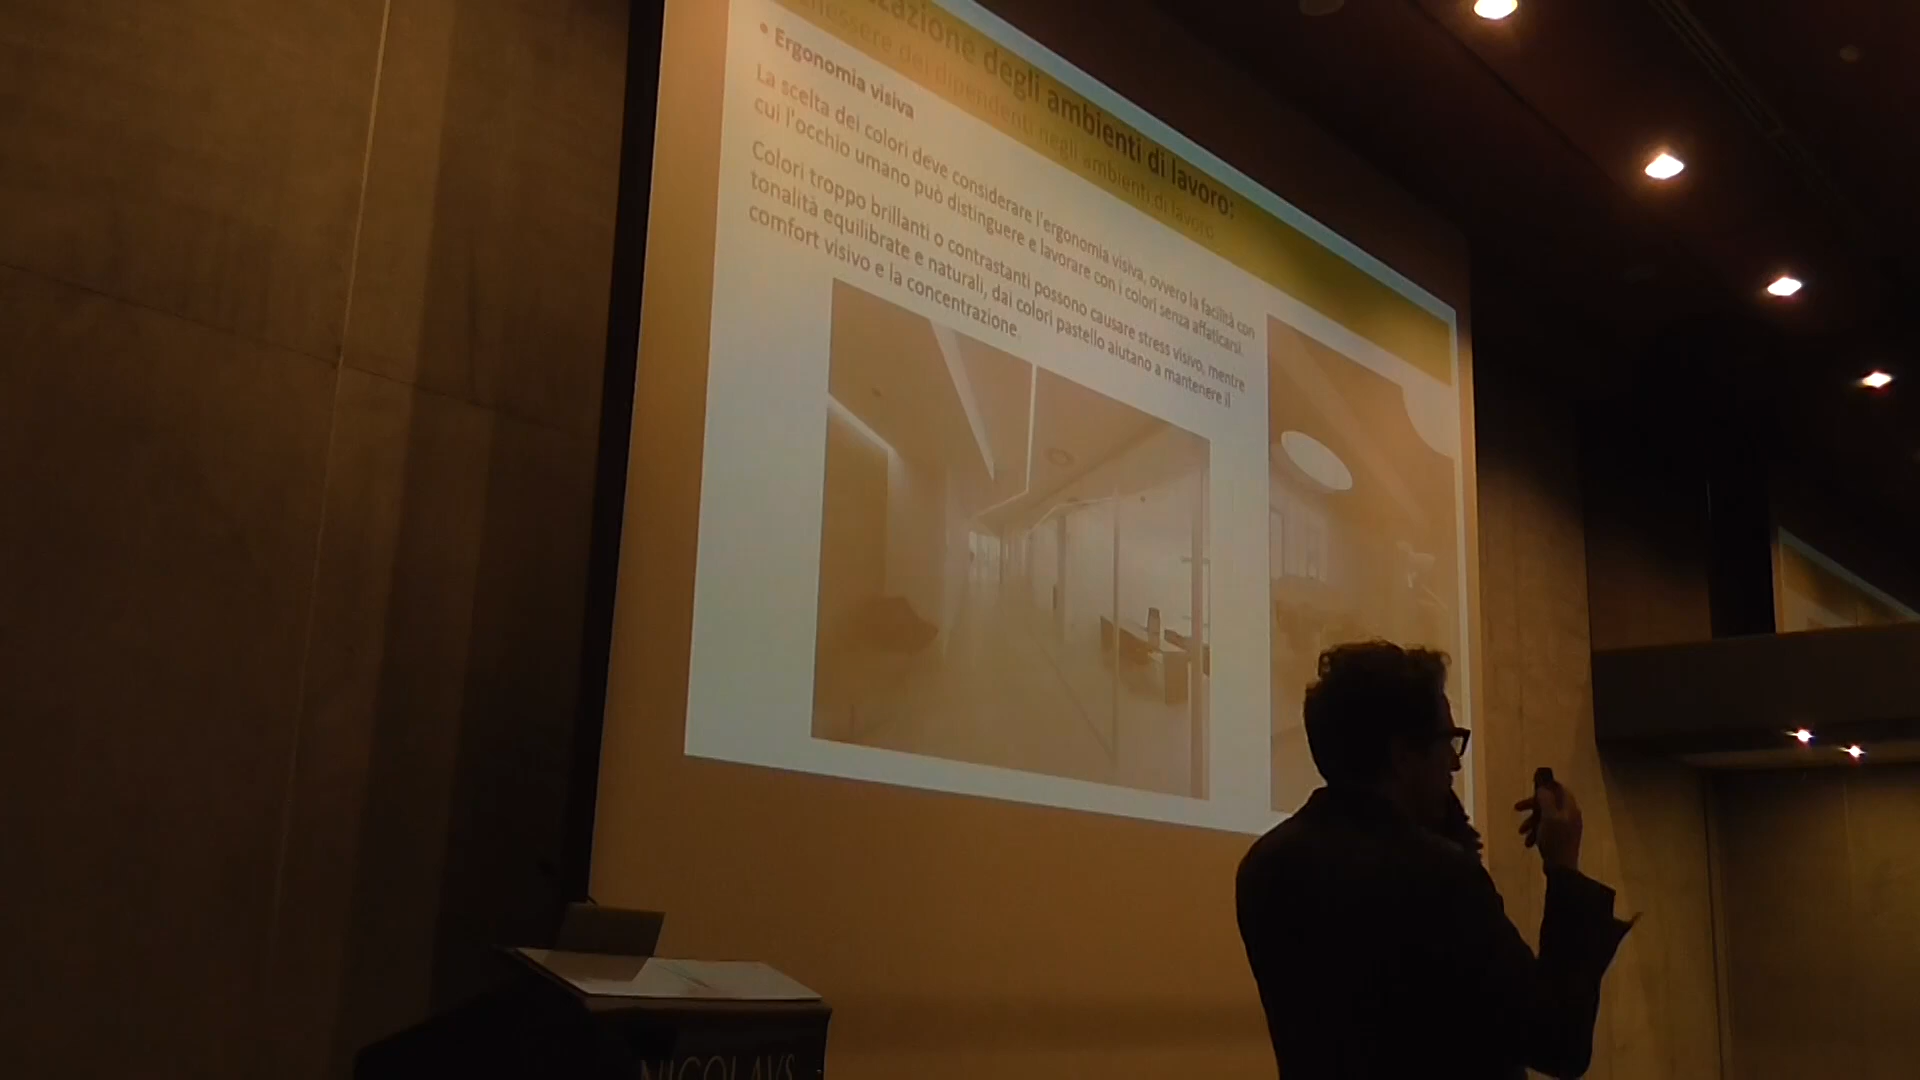 degli ambienti di lavoro:
dei dipendenti negli ambienti di lavoro
• Ergonomia visiva
La scelta dei colori deve considerare l'ergonomia visiva, ovvero la facilità con
cui l'occhio umano può distinguere e lavorare con i colori senza affaticarsi.
Colori troppo brillanti o contrastanti possono causare stress visivo, mentre
tonalità equilibrate e naturali, dai colori pastello aiutano a mantenere il
comfort visivo e la concentrazione.
NICOLAVS